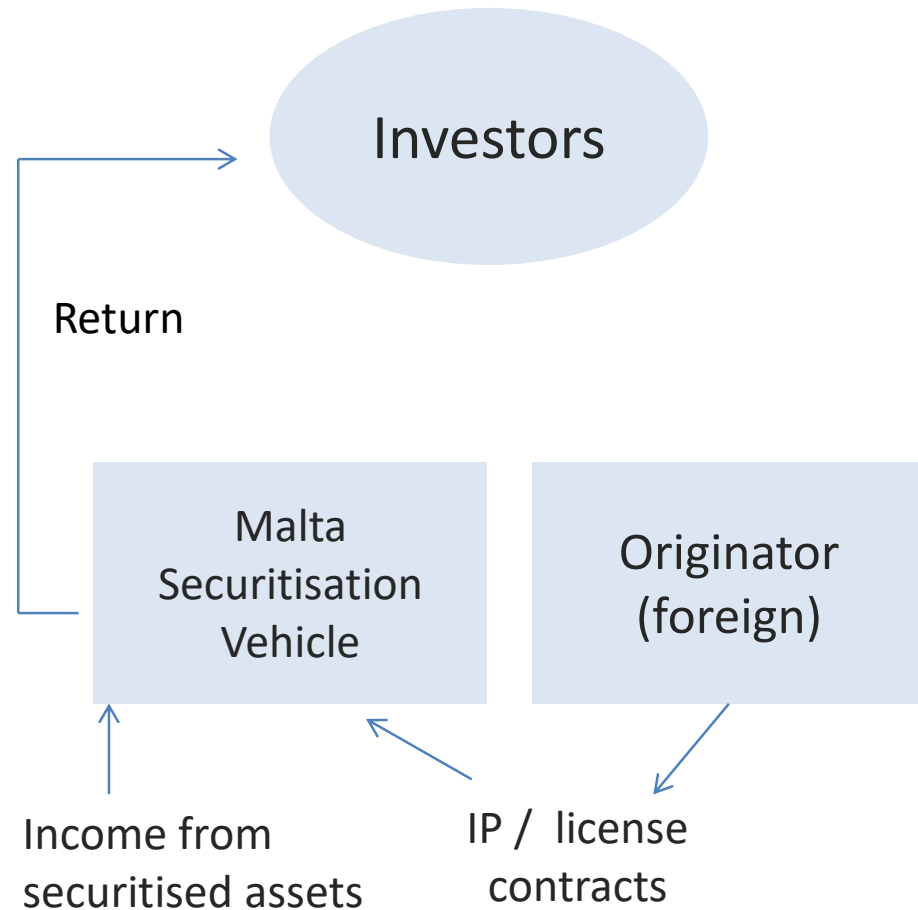 Investors
Return
Malta
Securitisation
Vehicle
Originator
(foreign)
Income from
securitised assets
IP / license
contracts